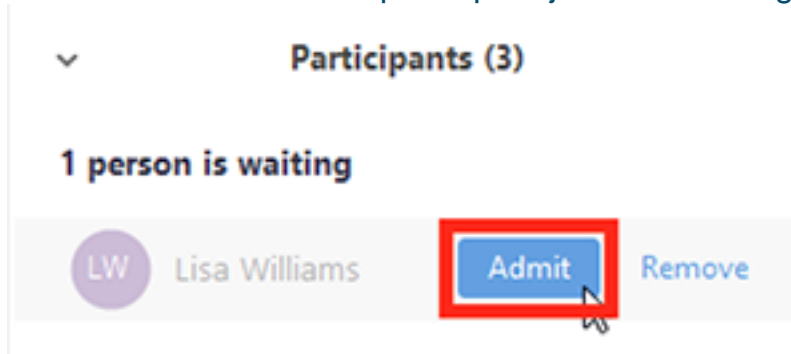 Participants (3)
1 person is waiting
LW Lisa Williams Admit Remove